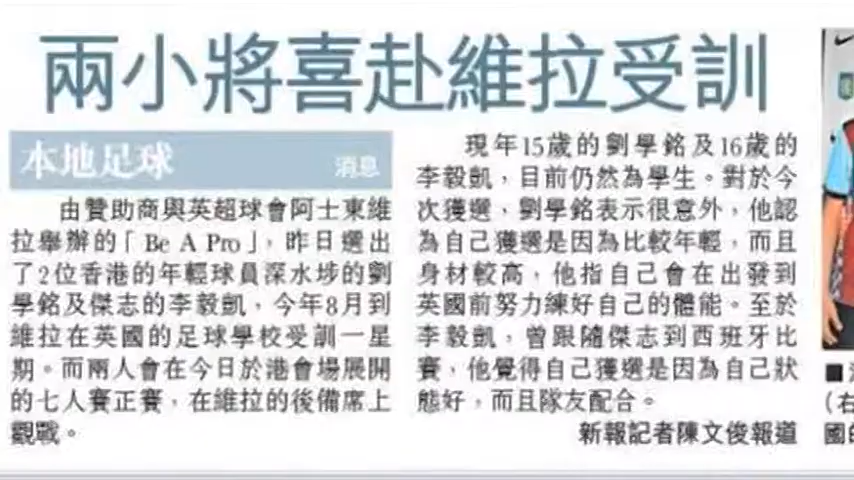 兩小將喜赴維拉受訓
本地足球
消息
由贊助商與英超球會阿士東維
拉舉辦的「Be A Pro」，昨日選出
了2位香港的年輕球員深水埗的劉
學銘及傑志的李毅凱，今年8月到
維拉在英國的足球學校受訓一星
期。而兩人會在今日於港會場展開
的七人賽正賽，在維拉的後備席上
觀戰。
現年15歲的劉學銘及16歲的
李毅凱，目前仍然為學生。對於今
次獲選，劉學銘表示很意外，他認
為自己獲選是因為比較年輕，而且
身材較高，他指自己會在出發到
英國前努力練好自己的體能。至於
李毅凱，曾跟隨傑志到西班牙比
賽，他覺得自己獲選是因為自己狀
態好，而且隊友配合。
新報記者陳文俊報道
（右
國的